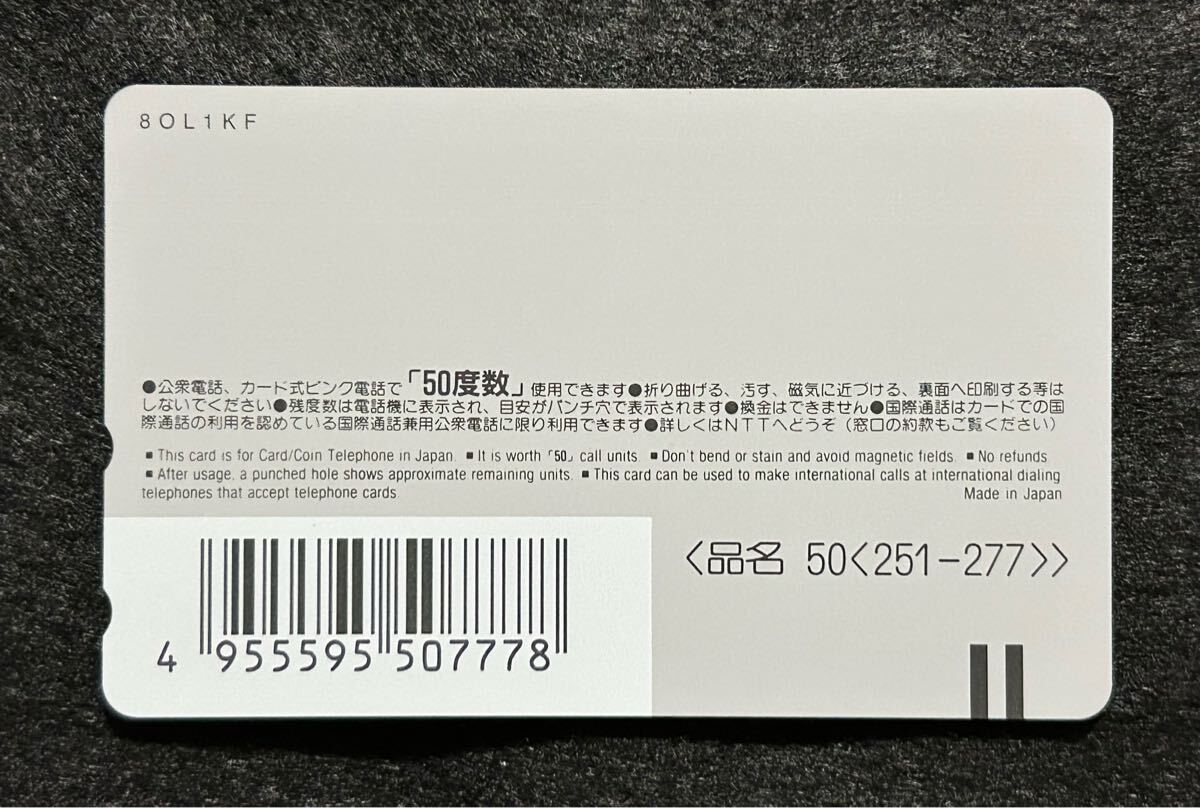 8OL1KF
●公衆電話、カード式ピンク電話で「50度数」使用できます●折り曲げる、汚す、磁気に近づける、裏面へ印刷する等は
しないでください●残度数は電話機に表示され、目安がパンチ穴で表示されます●換金はできません●国際通話はカードでの国
際通話の利用を認めている国際通話兼用公衆電話に限り利用できます●詳しくはNTTへどうぞ（窓口の約款もご覧ください）
■This card is for Card/Coin Telephone in Japan. ■It is worth「50」call units. ■Don't bend or stain and avoid magnetic fields. ■No refunds.
■After usage, a punched hole shows approximate remaining units. ■This card can be used to make international calls at international dialing
telephones that accept telephone cards.
Made in Japan
〈品名 50〈251-277〉〉
4 955595 507778